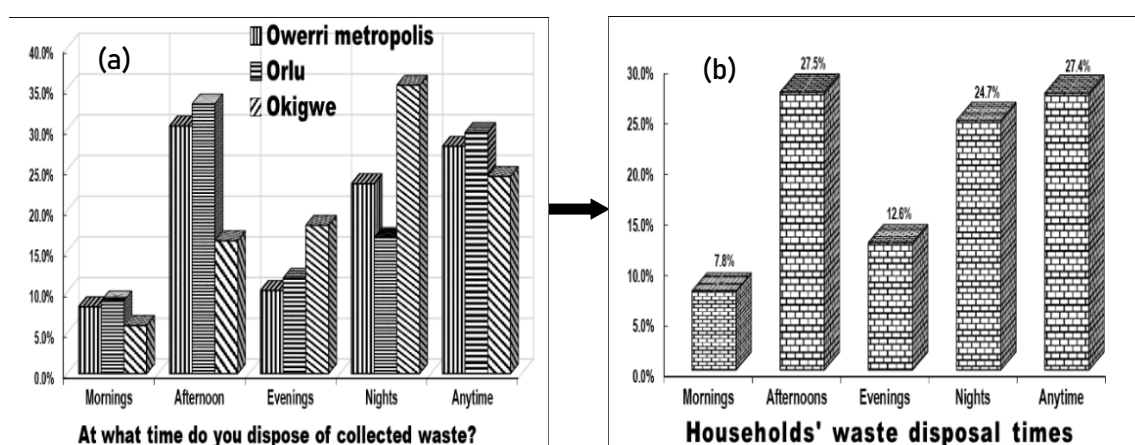 (a)
Owerri metropolis
Orlu
Okigwe
40.0%
35.0%
30.0%
25.0%
20.0%
15.0%
10.0%
5.0%
0.0%
Mornings Afternoon Evenings Nights Anytime
At what time do you dispose of collected waste?
(b)
30.0%
25.0%
20.0%
15.0%
10.0%
5.0%
0.0%
7.8%
27.5%
12.6%
24.7%
27.4%
Mornings Afternoons Evenings Nights Anytime
Households' waste disposal times